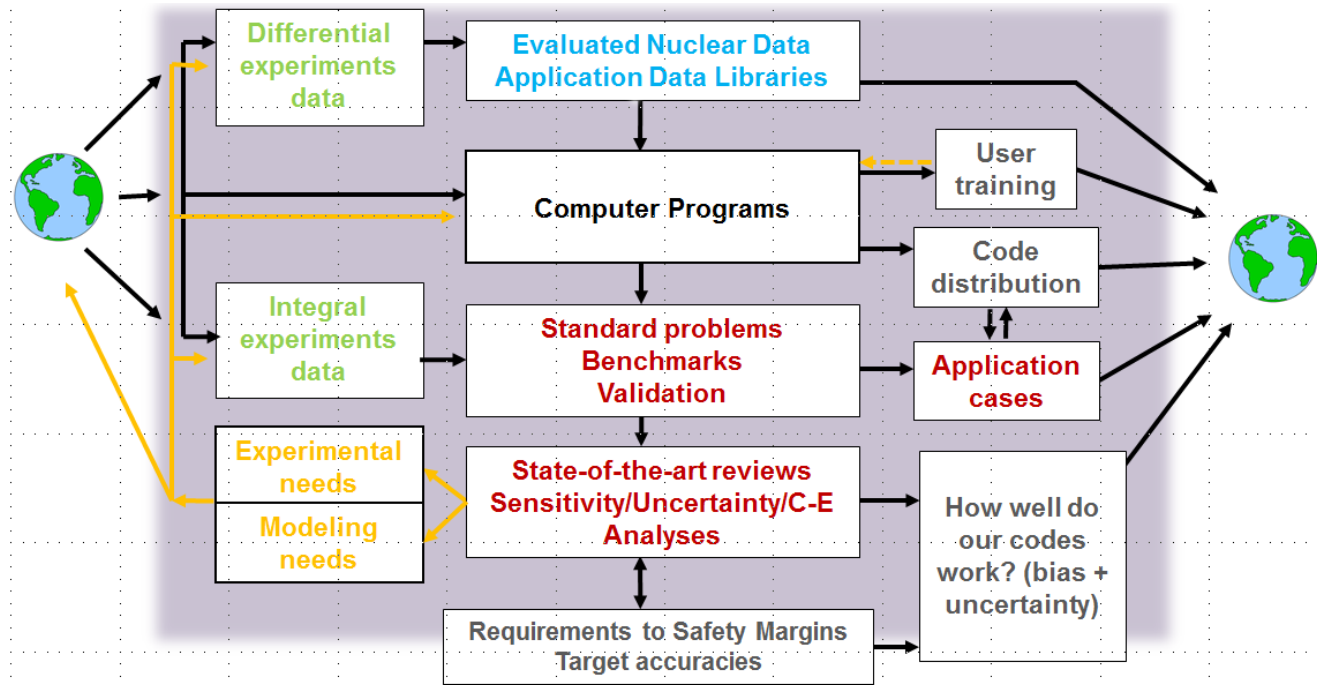 Differential
experiments
data
Evaluated Nuclear Data
Application Data Libraries
User
training
Computer Programs
Code
distribution
Integral
experiments
data
Standard problems
Benchmarks
Validation
Application
cases
Experimental
needs
Modeling
needs
State-of-the-art reviews
Sensitivity/Uncertainty/C-E
Analyses
How well do
our codes
work? (bias +
uncertainty)
Requirements to Safety Margins
Target accuracies